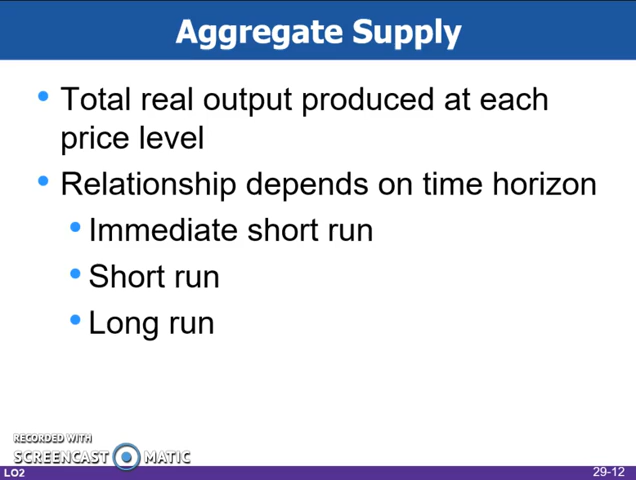 Aggregate Supply
Total real output produced at each
price level
Relationship depends on time horizon
Immediate short run
Short run
Long run
RECORDED WITH
SCREENCAST MATIC
LO2
29-12